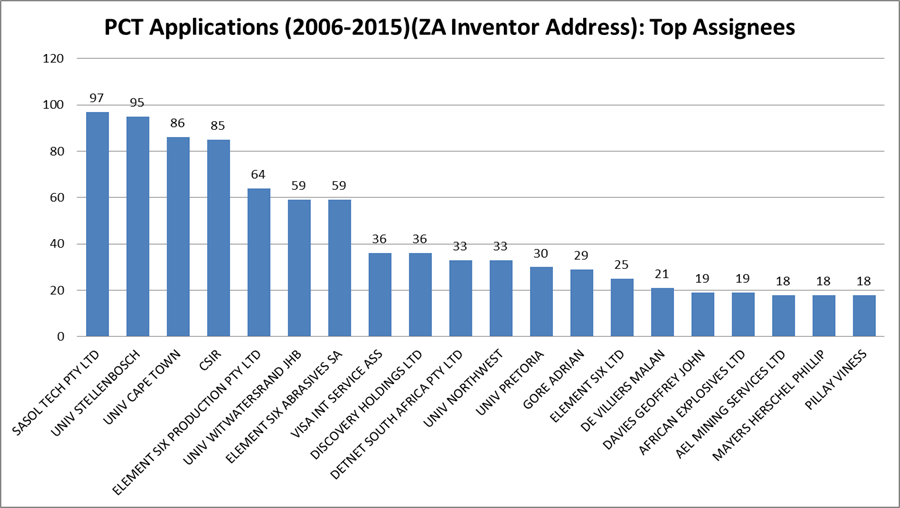 PCT Applications (2006-2015)(ZA Inventor Address): Top Assignees
120
100
80
60
40
20
0
97
95
86
85
64
59
59
36
36
33
33
30
29
25
21
19
19
18
18
18
SASOL TECH PTY LTD
UNIV STELLENBOSCH
UNIV CAPE TOWN
CSIR
ELEMENT SIX PRODUCTION PTY LTD
UNIV WITWATERSRAND JHB
ELEMENT SIX ABRASIVES SA
VISA INT SERVICE ASS
DISCOVERY HOLDINGS LTD
DETNET SOUTH AFRICA PTY LTD
UNIV NORTHWEST
UNIV PRETORIA
GORE ADRIAN
ELEMENT SIX LTD
DE VILLERS MALAN
DAVIES GEOFFREY JOHN
AFRICAN EXPLOSIVES LTD
AEL MINING SERVICES LTD
MAYERS HERSCHEL PHILLIP
PILLAY VINESS